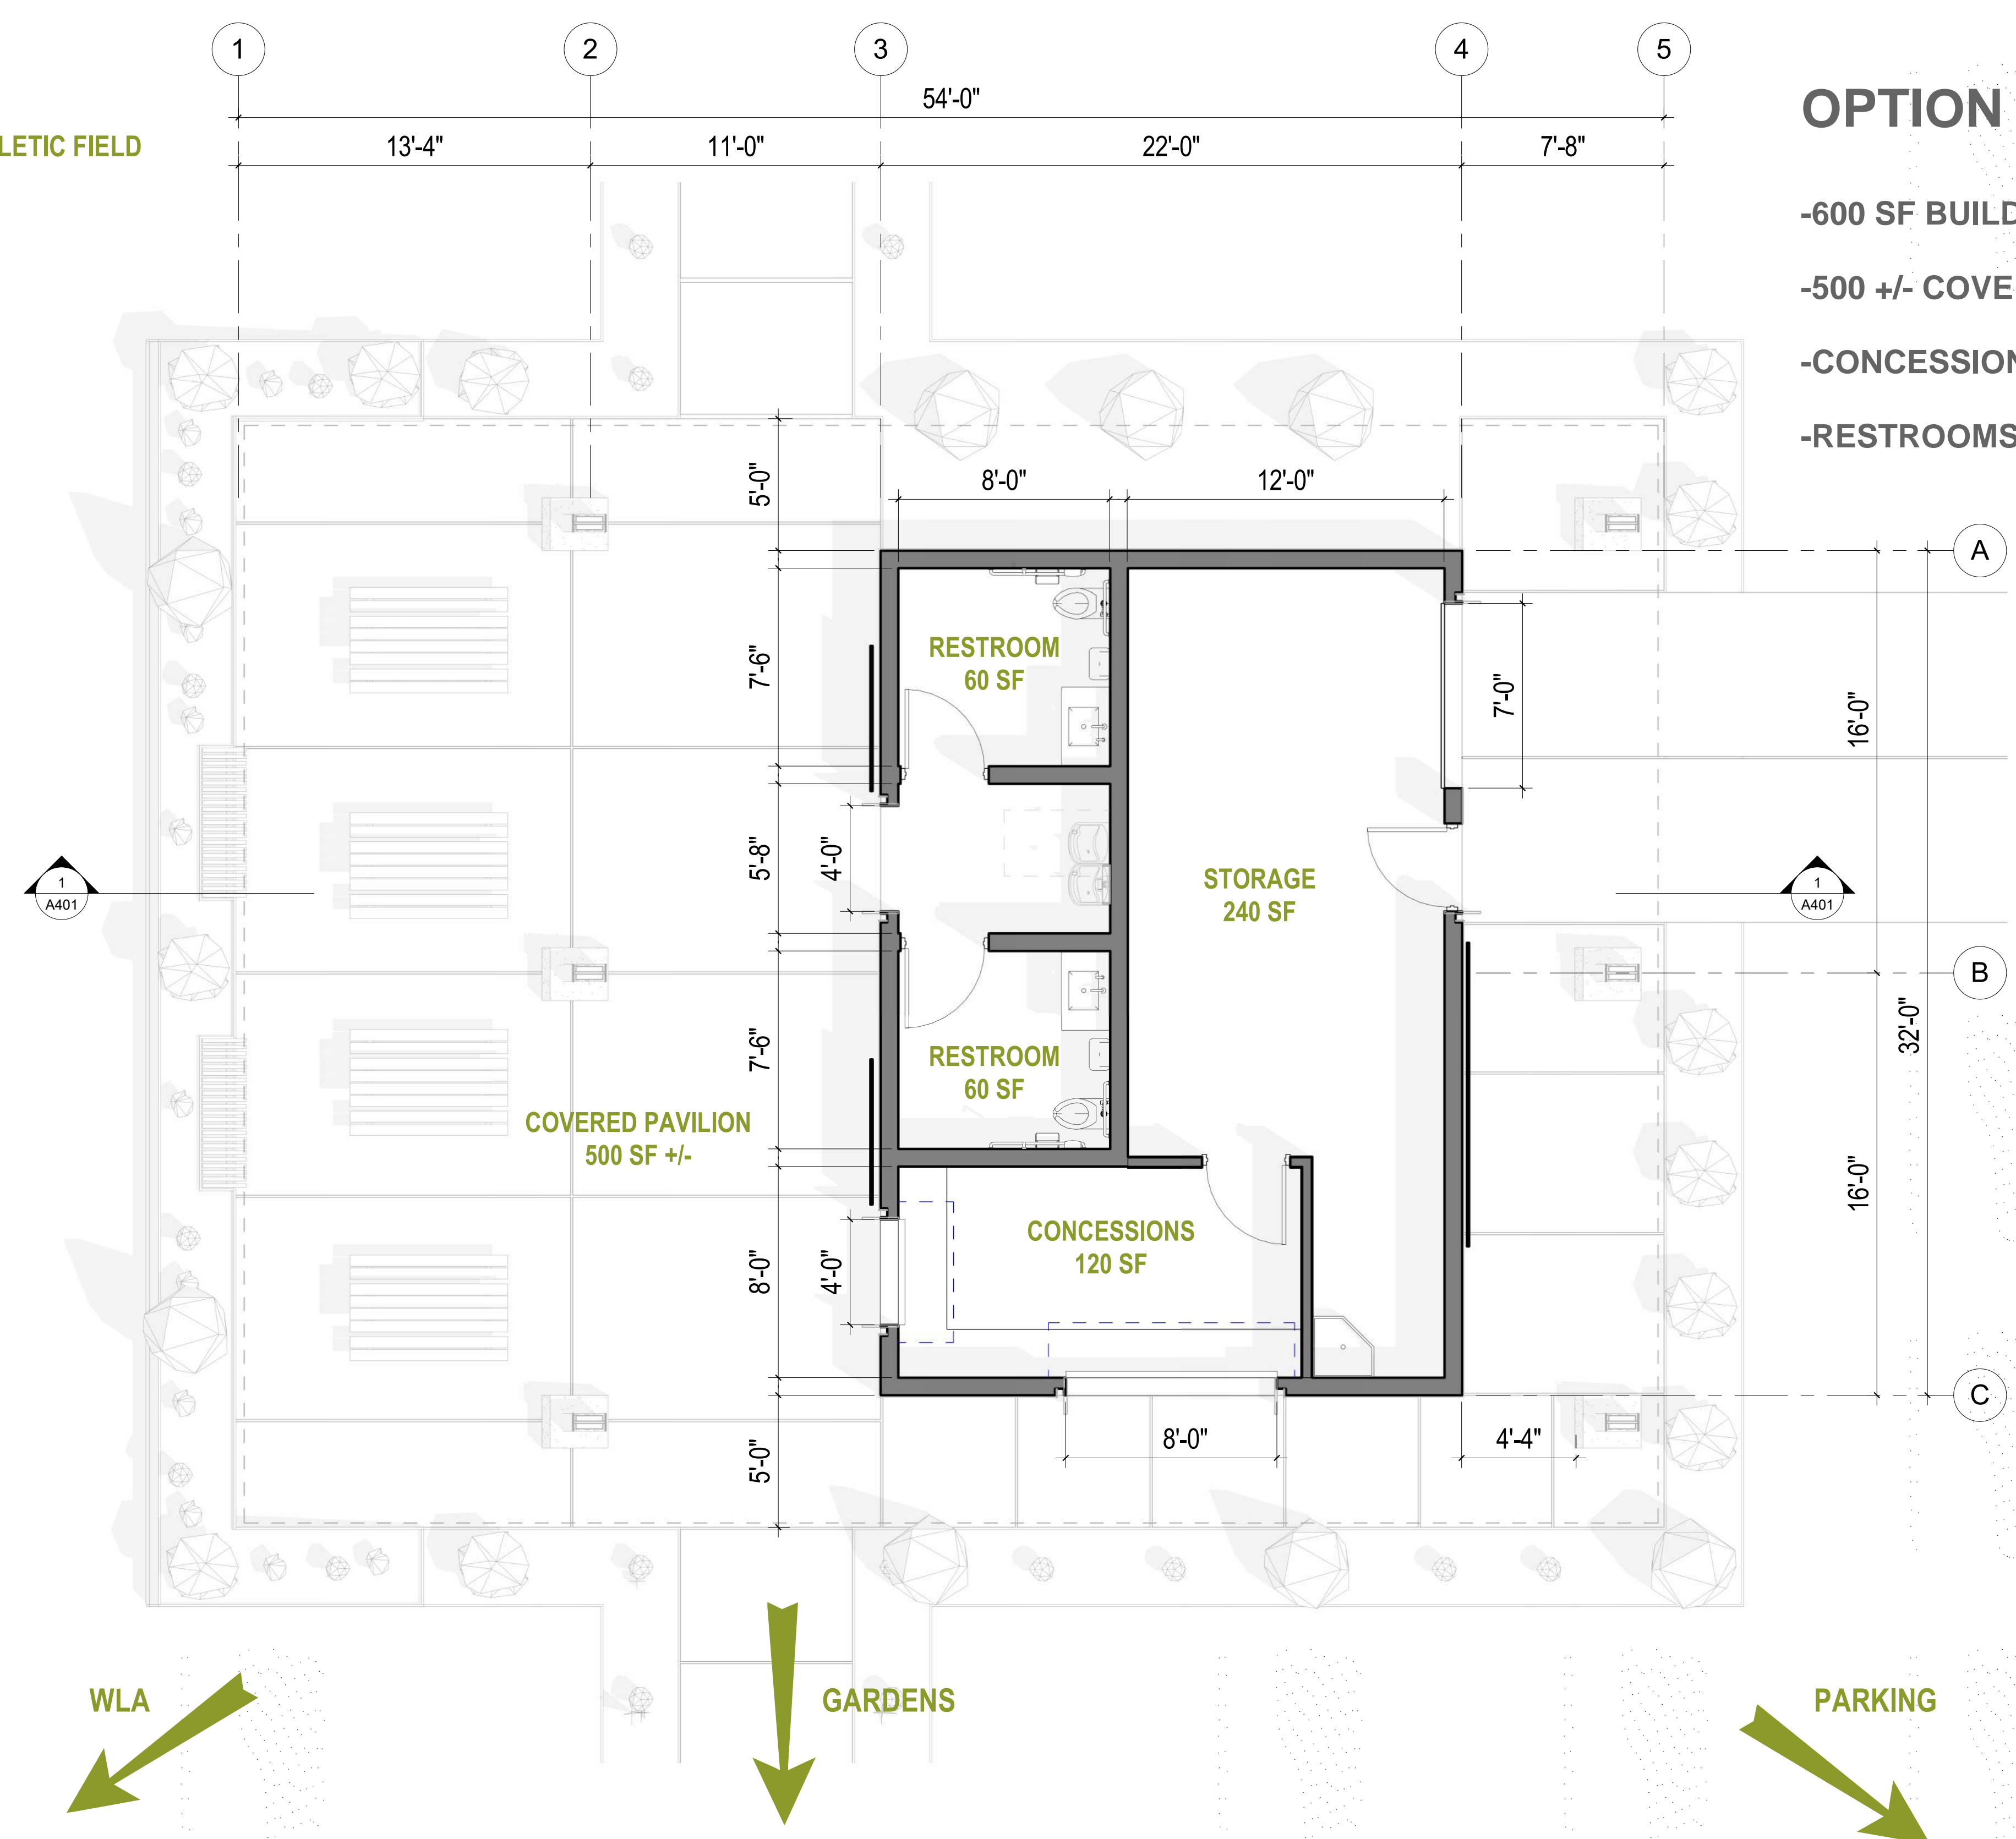 1
2
3
4
5
54'-0"
OPTION
LETIC FIELD
13'-4"
11'-0"
22'-0"
7'-8"
-600 SF BUILD
-500 +/- COVE
-CONCESSION
-RESTROOMS
5'-0"
8'-0"
12'-0"
A
RESTROOM
60 SF
7'-6"
7'-0"
16'-0"
5'-8"
4'-0"
STORAGE
240 SF
1
A401
1
A401
B
32'-0"
7'-6"
RESTROOM
60 SF
COVERED PAVILION
500 SF +/-
16'-0"
CONCESSIONS
120 SF
8'-0"
4'-0"
C
8'-0"
4'-4"
5'-0"
WLA
GARDENS
PARKING